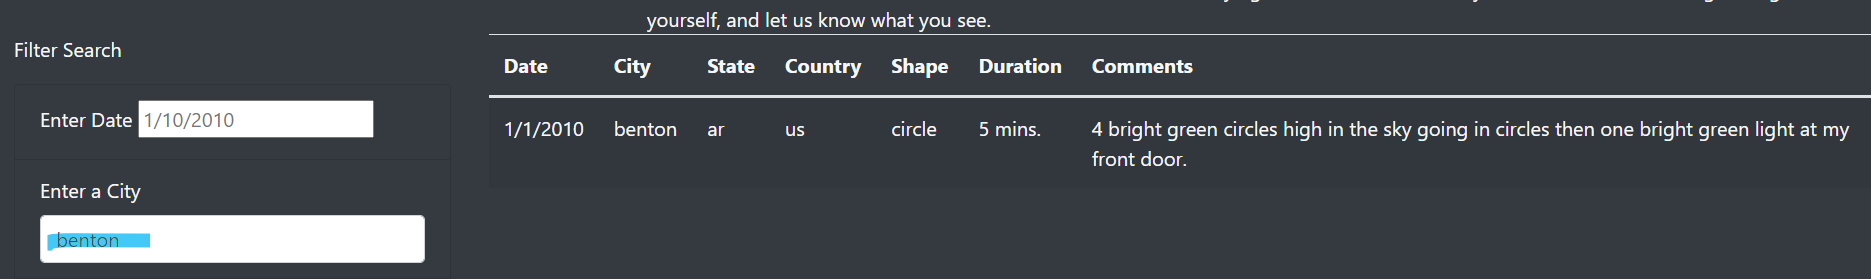 yourself, and let us know what you see.
Filter Search
Enter Date 1/10/2010
Enter a City
benton
Date City State Country Shape Duration Comments
1/1/2010 benton ar us circle 5 mins. 4 bright green circles high in the sky going in circles then one bright green light at my
front door.